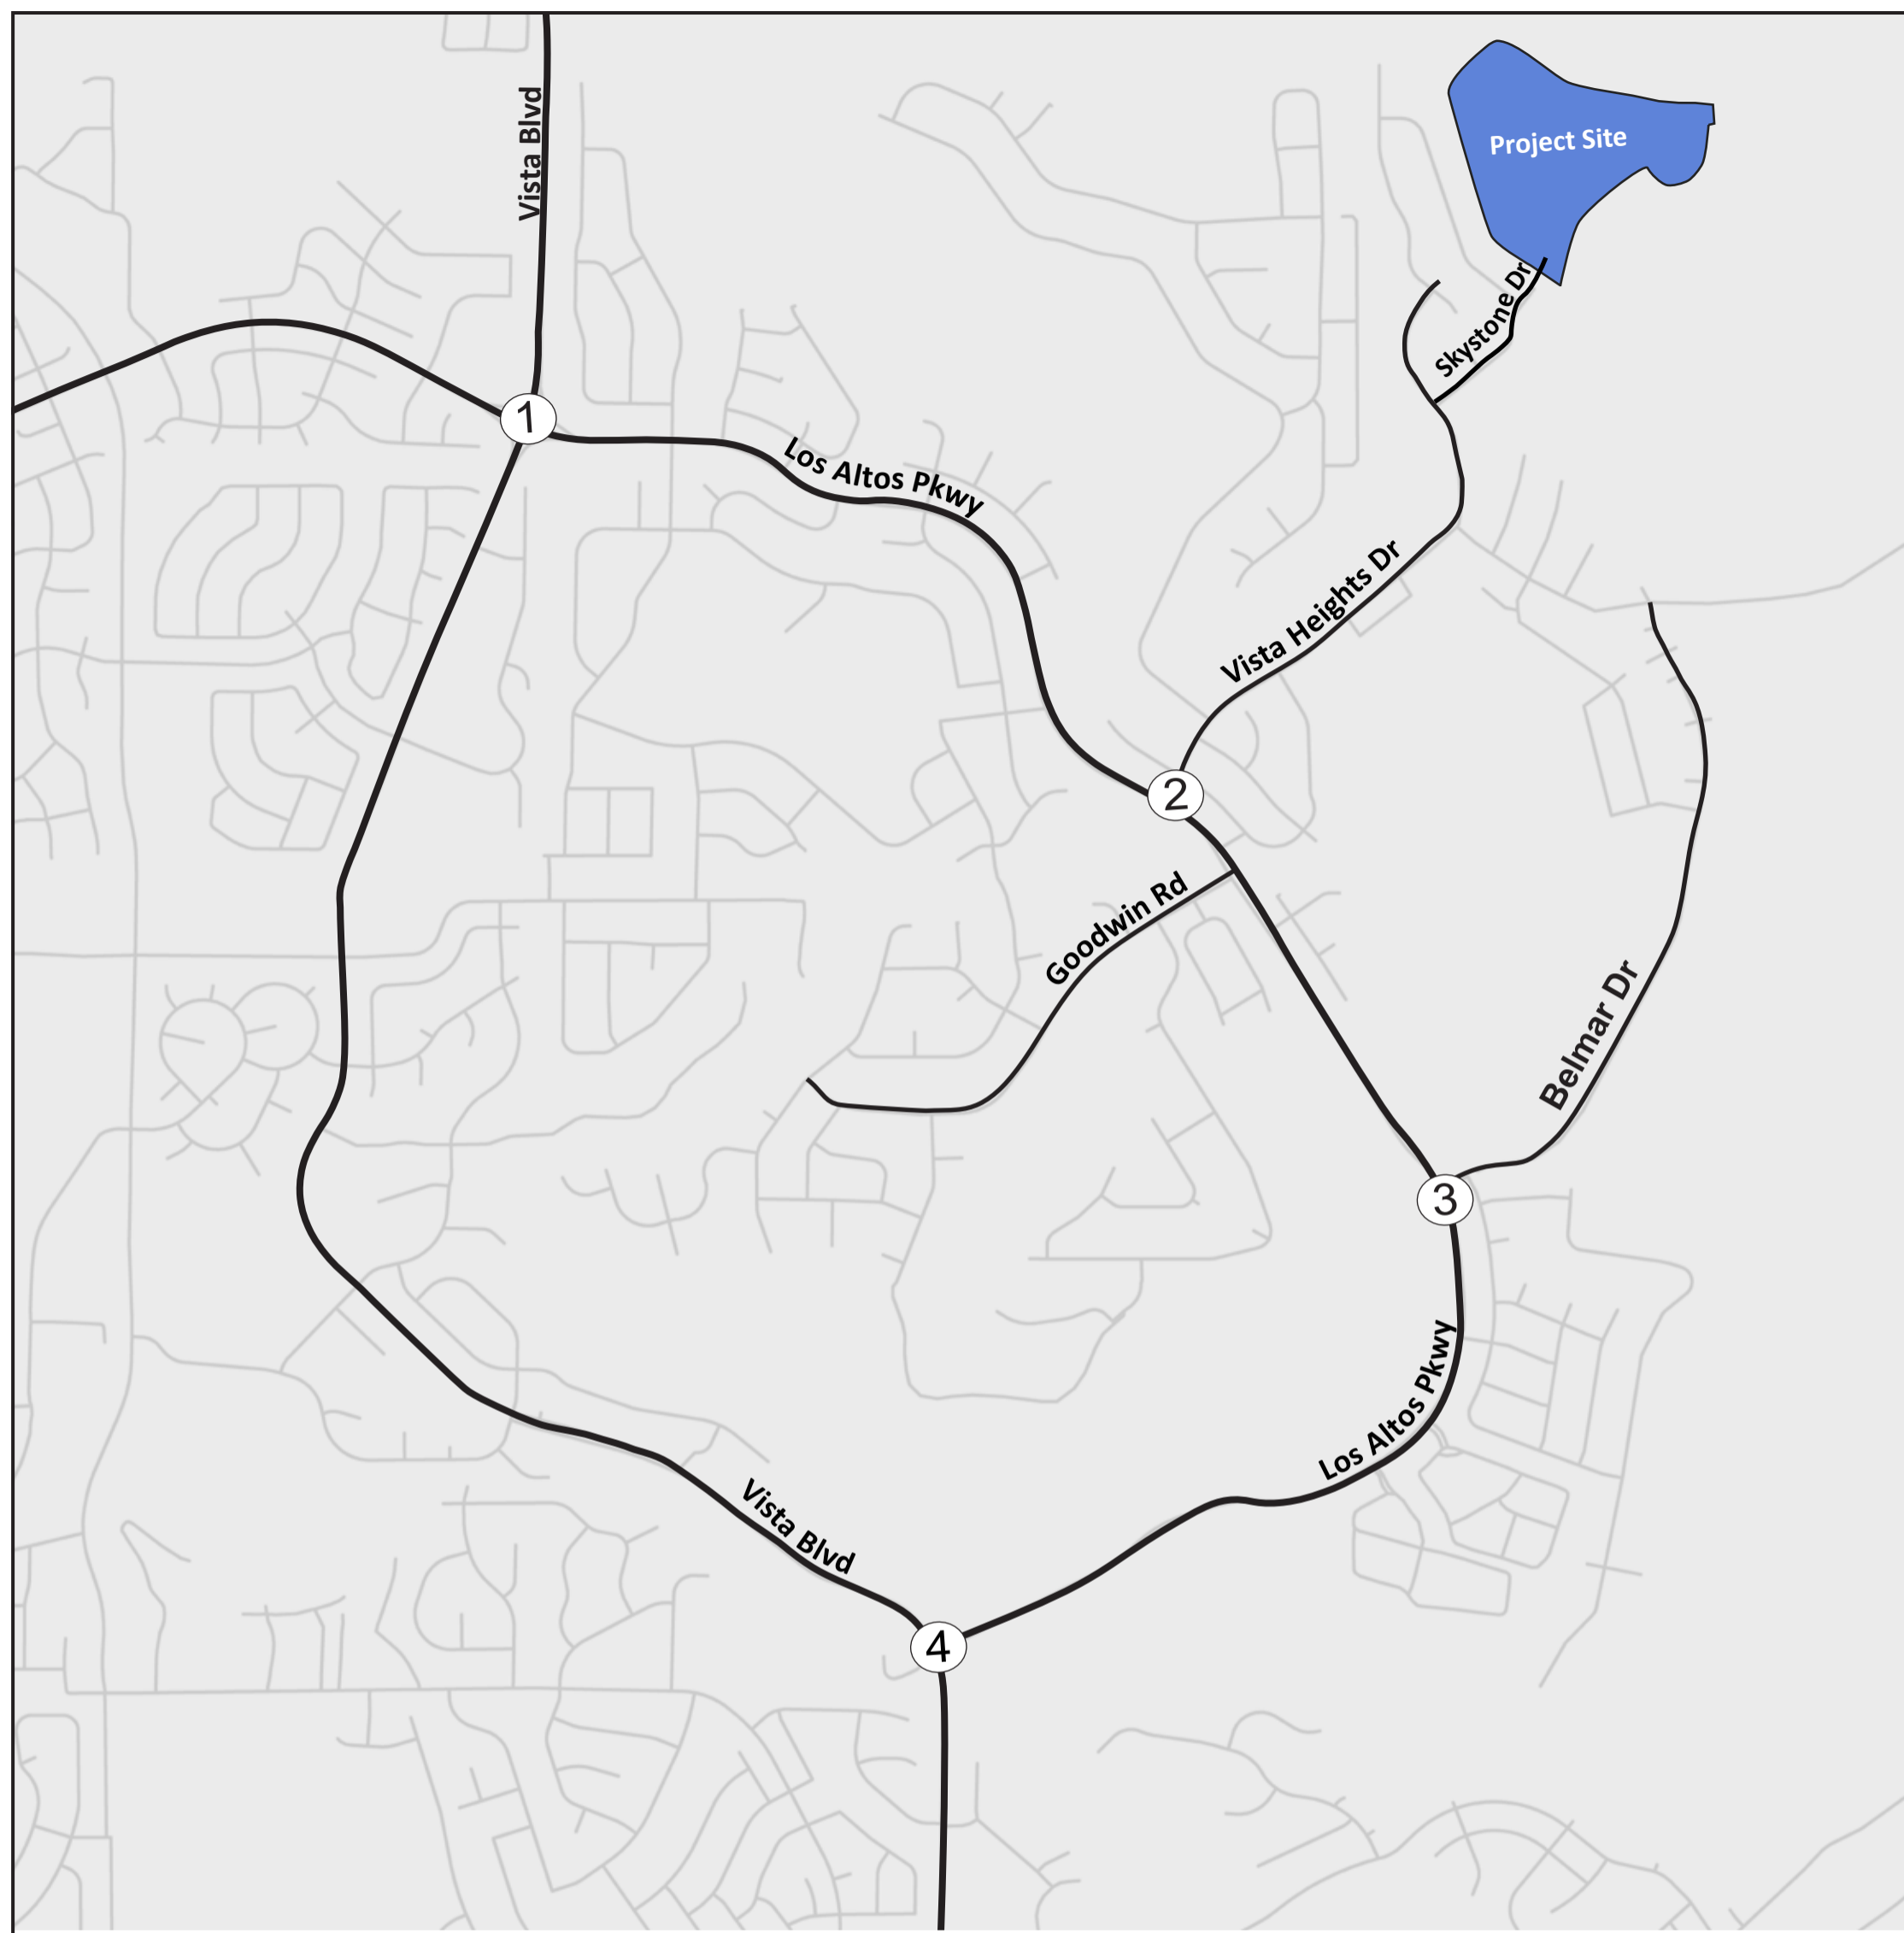 Vista Blvd
Project Site
Skystone Dr
1
Los Altos Pkwy
Vista Heights Dr
2
Goodwin Rd
Belmar Dr
3
Los Altos Pkwy
Vista Blvd
4